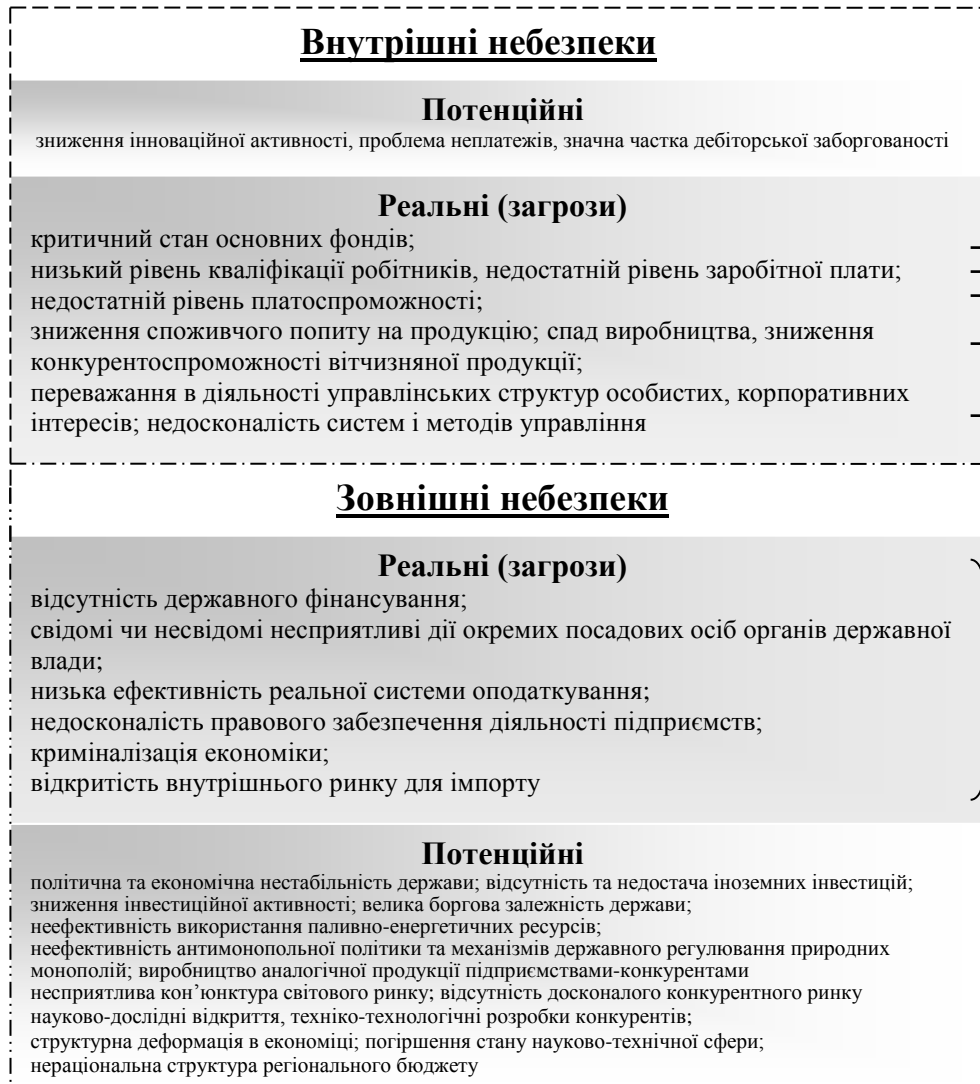 Внутрішні небезпеки
Потенційні
зниження інноваційної активності, проблема неплатежів, значна частка дебіторської заборгованості
Реальні (загрози)
критичний стан основних фондів;
низький рівень кваліфікації робітників, недостатній рівень заробітної плати;
недостатній рівень платоспроможності;
зниження споживчого попиту на продукцію; спад виробництва, зниження
конкурентоспроможності вітчизняної продукції;
переважання в діяльності управлінських структур особистих, корпоративних
інтересів; недосконалість систем і методів управління
Зовнішні небезпеки
Реальні (загрози)
відсутність державного фінансування;
свідомі чи несвідомі несприятливі дії окремих посадових осіб органів державної
влади;
низька ефективність реальної системи оподаткування;
недосконалість правового забезпечення діяльності підприємств;
криміналізація економіки;
відкритість внутрішнього ринку для імпорту
Потенційні
політична та економічна нестабільність держави; відсутність та недостача іноземних інвестицій;
зниження інвестиційної активності; велика боргова залежність держави;
неефективність використання паливно-енергетичних ресурсів;
неефективність антимонопольної політики та механізмів державного регулювання природних
монополій; виробництво аналогічної продукції підприємствами-конкурентами
несприятлива кон’юнктура світового ринку; відсутність досконалого конкурентного ринку
науково-дослідні відкриття, техніко-технологічні розробки конкурентів;
структурна деформація в економіці; погіршення стану науково-технічної сфери;
нераціональна структура регіонального бюджету